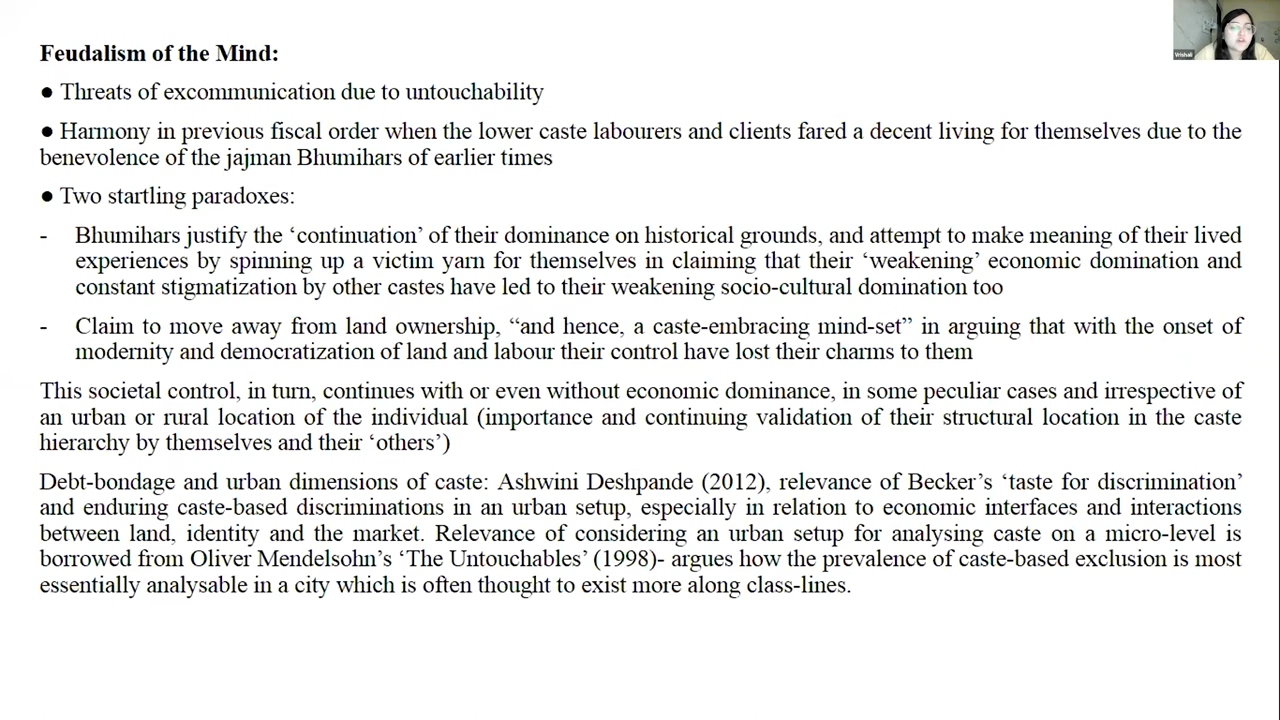 Feudalism of the Mind:
● Threats of excommunication due to untouchability
● Harmony in previous fiscal order when the lower caste labourers and clients fared a decent living for themselves due to the
benevolence of the jajman Bhumihars of earlier times
● Two startling paradoxes:
- Bhumihars justify the ‘continuation’ of their dominance on historical grounds, and attempt to make meaning of their lived
experiences by spinning up a victim yarn for themselves in claiming that their ‘weakening’ economic domination and
constant stigmatization by other castes have led to their weakening socio-cultural domination too
- Claim to move away from land ownership, “and hence, a caste-embracing mind-set” in arguing that with the onset of
modernity and democratization of land and labour their control have lost their charms to them
This societal control, in turn, continues with or even without economic dominance, in some peculiar cases and irrespective of
an urban or rural location of the individual (importance and continuing validation of their structural location in the caste
hierarchy by themselves and their ‘others’)
Debt-bondage and urban dimensions of caste: Ashwini Deshpande (2012), relevance of Becker’s ‘taste for discrimination’
and enduring caste-based discriminations in an urban setup, especially in relation to economic interfaces and interactions
between land, identity and the market. Relevance of considering an urban setup for analysing caste on a micro-level is
borrowed from Oliver Mendelsohn’s ‘The Untouchables’ (1998)- argues how the prevalence of caste-based exclusion is most
essentially analysable in a city which is often thought to exist more along class-lines.
Vrishali